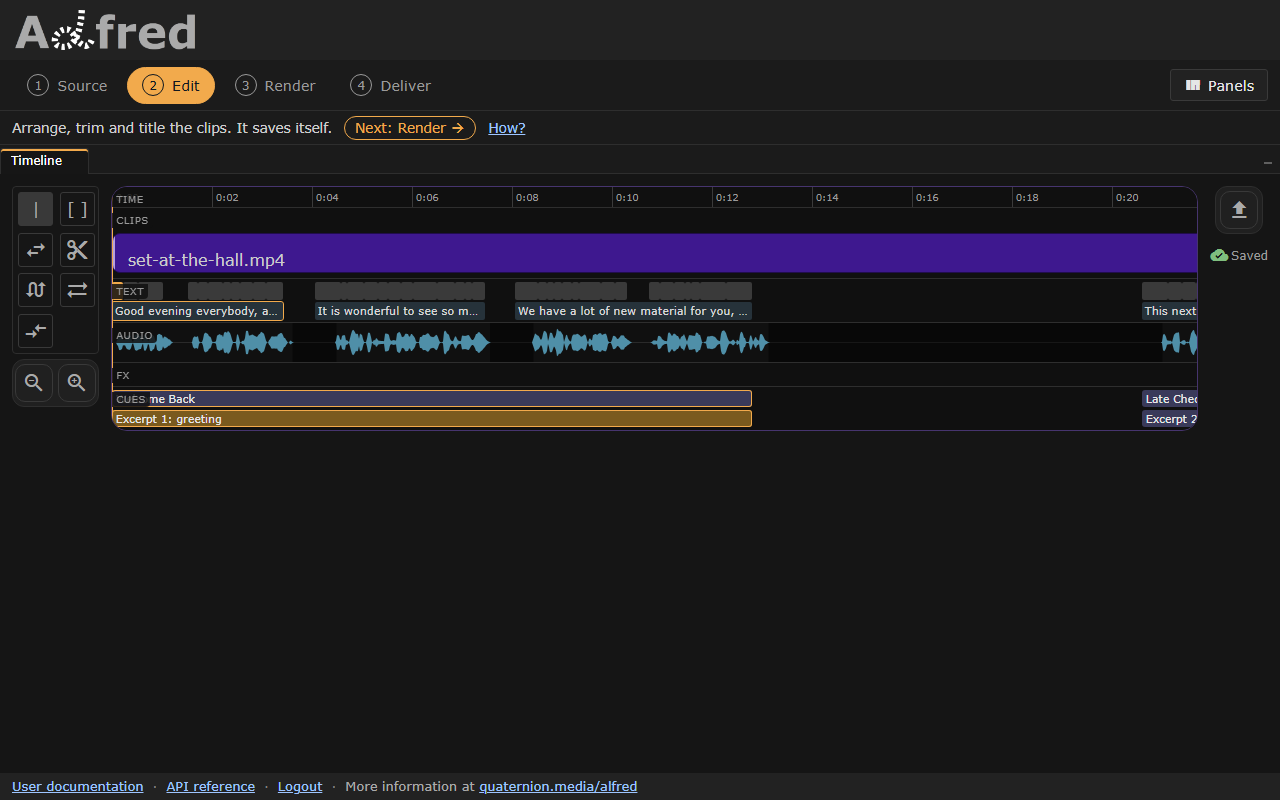 Alfred
1 Source
2 Edit
3 Render
4 Deliver
Panels
Arrange, trim and title the clips. It saves itself.
Next: Render →
How?
Timeline
TIME
0:02
0:04
0:06
0:08
0:10
0:12
0:14
0:16
0:18
0:20
CLIPS
set-at-the-hall.mp4
Saved
TEXT
Good evening everybody, a...
It is wonderful to see so m...
We have a lot of new material for you, ...
This next
AUDIO
FX
CUES
me Back
Late Chec
Excerpt 1: greeting
Excerpt 2
User documentation · API reference · Logout · More information at quaternion.media/alfred